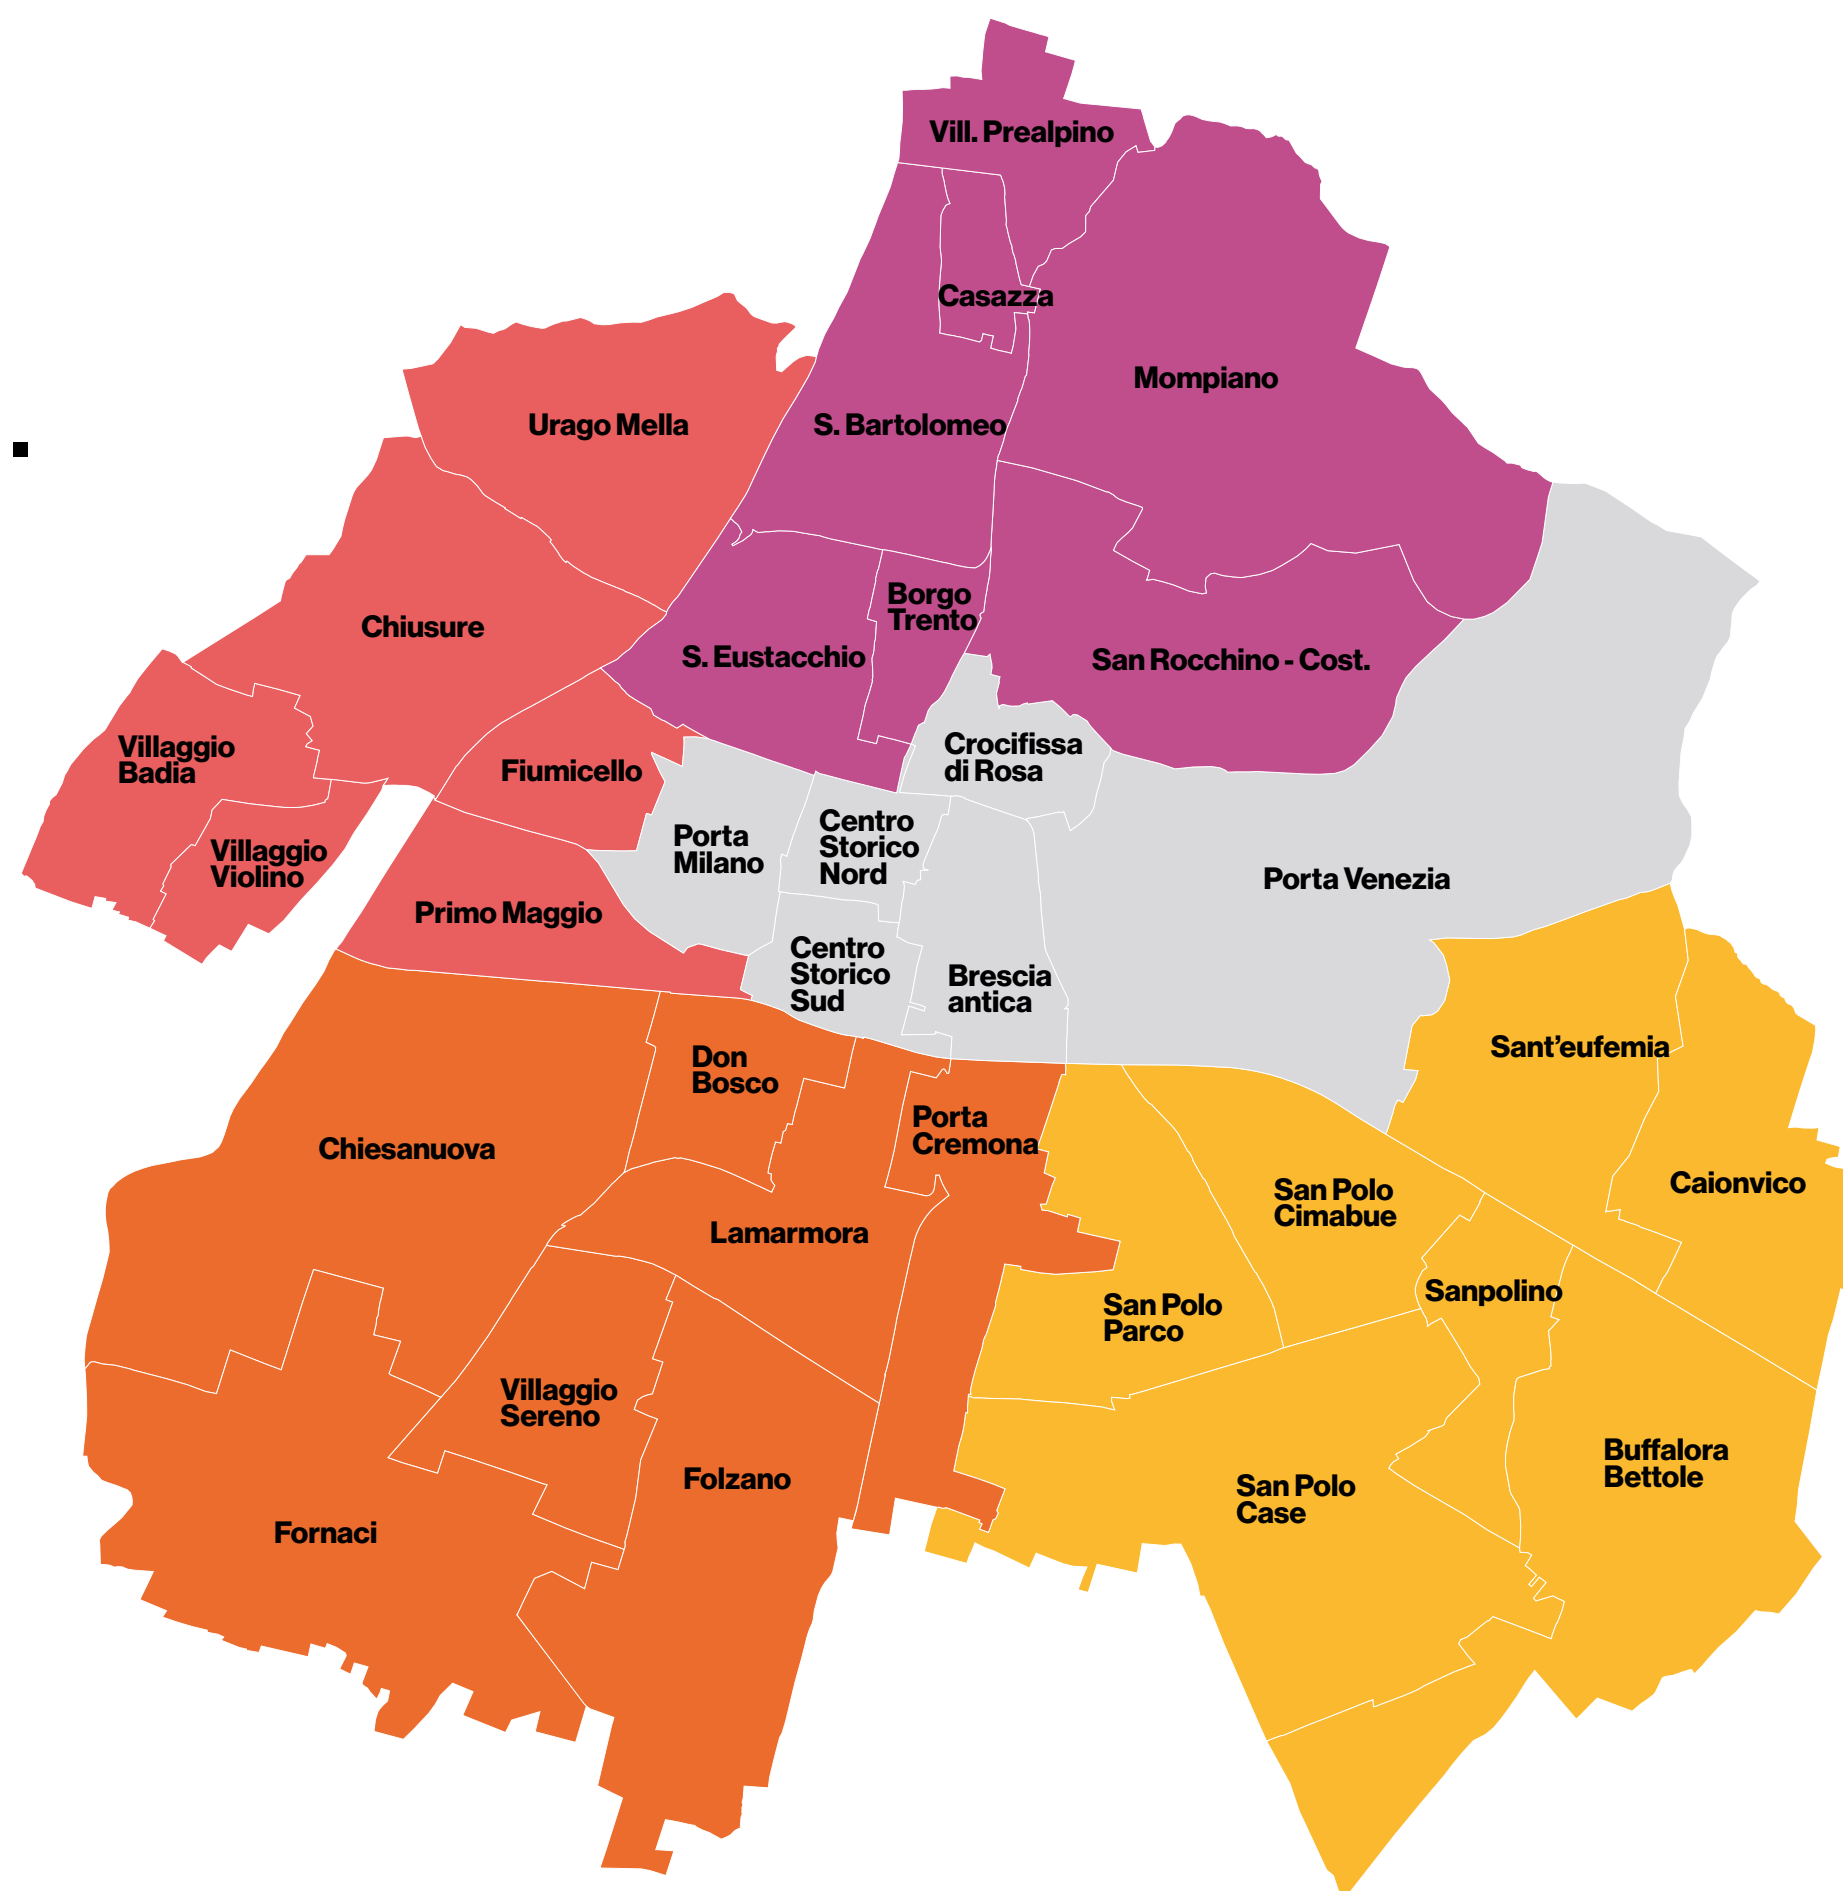 Vill. Prealpino
Casazza
Mompiano
Urago Mella
S. Bartolomeo
Borgo
Trento
Chiusure
S. Eustacchio
San Rocchino - Cost.
Villaggio
Badia
Fiumicello
Crocifissa
di Rosa
Villaggio
Violino
Porta
Milano
Centro
Storico
Nord
Porta Venezia
Primo Maggio
Centro
Storico
Sud
Brescia
antica
Sant’eufemia
Don
Bosco
Porta
Cremona
Chiesanuova
Caionvico
San Polo
Cimabue
Lamarmora
Sanpolino
San Polo
Parco
Villaggio
Sereno
Folzano
Buffalora
Bettole
San Polo
Case
Fornaci